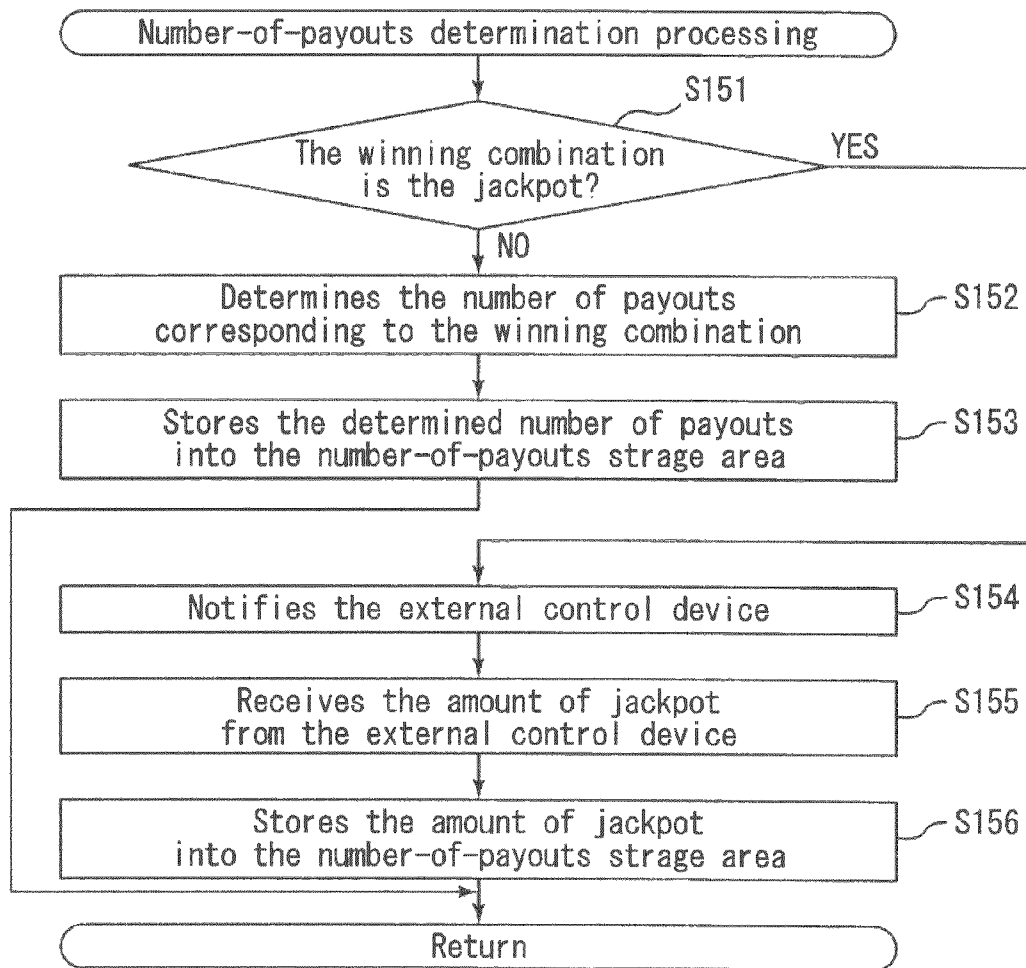 Number-of-payouts determination processing
S151
The winning combination
is the jackpot?
YES
NO
Determines the number of payouts
corresponding to the winning combination
S152
Stores the determined number of payouts
into the number-of-payouts strage area
S153
Notifies the external control device
S154
Receives the amount of jackpot
from the external control device
S155
Stores the amount of jackpot
into the number-of-payouts strage area
S156
Return